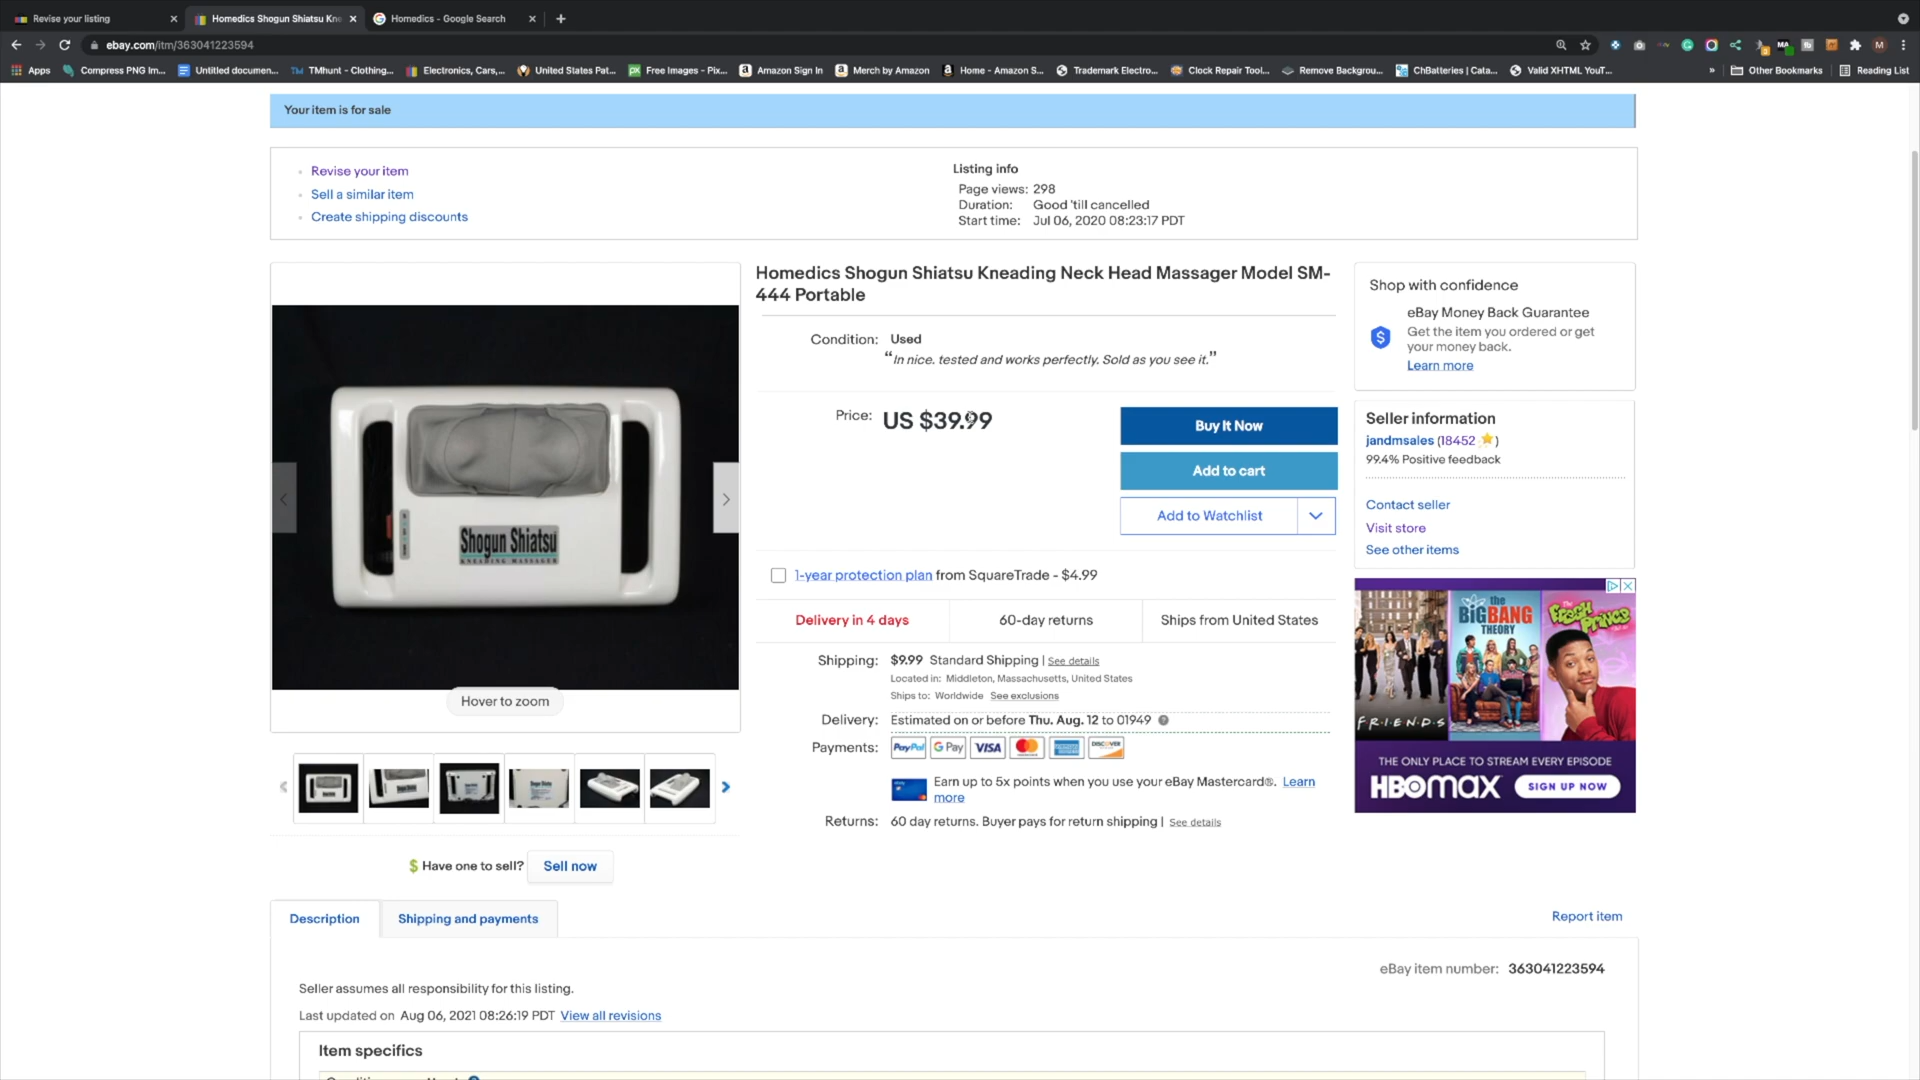 Revise your listing
Homedics Shogun Shiatsu Kne
Homedics - Google Search
ebay.com/itm/363041223594
Apps
Compress PNG Im...
Untitled documen...
TMhunt - Clothing...
Electronics, Cars,...
United States Pat...
Free Images - Pix...
Amazon Sign In
Merch by Amazon
Home - Amazon S...
Trademark Electro...
Clock Repair Tool...
Remove Backgrou...
ChBatteries | Cata...
Valid XHTML YouT...
»
Other Bookmarks
Reading List
Your item is for sale
Revise your item
Sell a similar item
Create shipping discounts
Listing info
Page views: 298
Duration: Good 'till cancelled
Start time: Jul 06, 2020 08:23:17 PDT
Homedics Shogun Shiatsu Kneading Neck Head Massager Model SM-
444 Portable
Condition: Used
“In nice. tested and works perfectly. Sold as you see it.”
Price: US $39.99
Buy It Now
Add to cart
Add to Watchlist
1-year protection plan from SquareTrade - $4.99
Delivery in 4 days
60-day returns
Ships from United States
Shipping: $9.99 Standard Shipping | See details
Located in: Middleton, Massachusetts, United States
Ships to: Worldwide See exclusions
Delivery: Estimated on or before Thu. Aug. 12 to 01949
Payments: PayPal G Pay VISA DISCOVER
Earn up to 5x points when you use your eBay Mastercard®. Learn
more
Returns: 60 day returns. Buyer pays for return shipping | See details
Shogun Shiatsu
KNEADING MASSAGER
Hover to zoom
$ Have one to sell? Sell now
Shop with confidence
eBay Money Back Guarantee
Get the item you ordered or get
your money back.
Learn more
Seller information
jandmsales (18452 )
99.4% Positive feedback
Contact seller
Visit store
See other items
F·R·I·E·N·D·S
the
BIGBANG
THEORY
FRESH
PRINCE
THE ONLY PLACE TO STREAM EVERY EPISODE
HBOMAX SIGN UP NOW
Description
Shipping and payments
Report item
eBay item number: 363041223594
Seller assumes all responsibility for this listing.
Last updated on Aug 06, 2021 08:26:19 PDT View all revisions
Item specifics